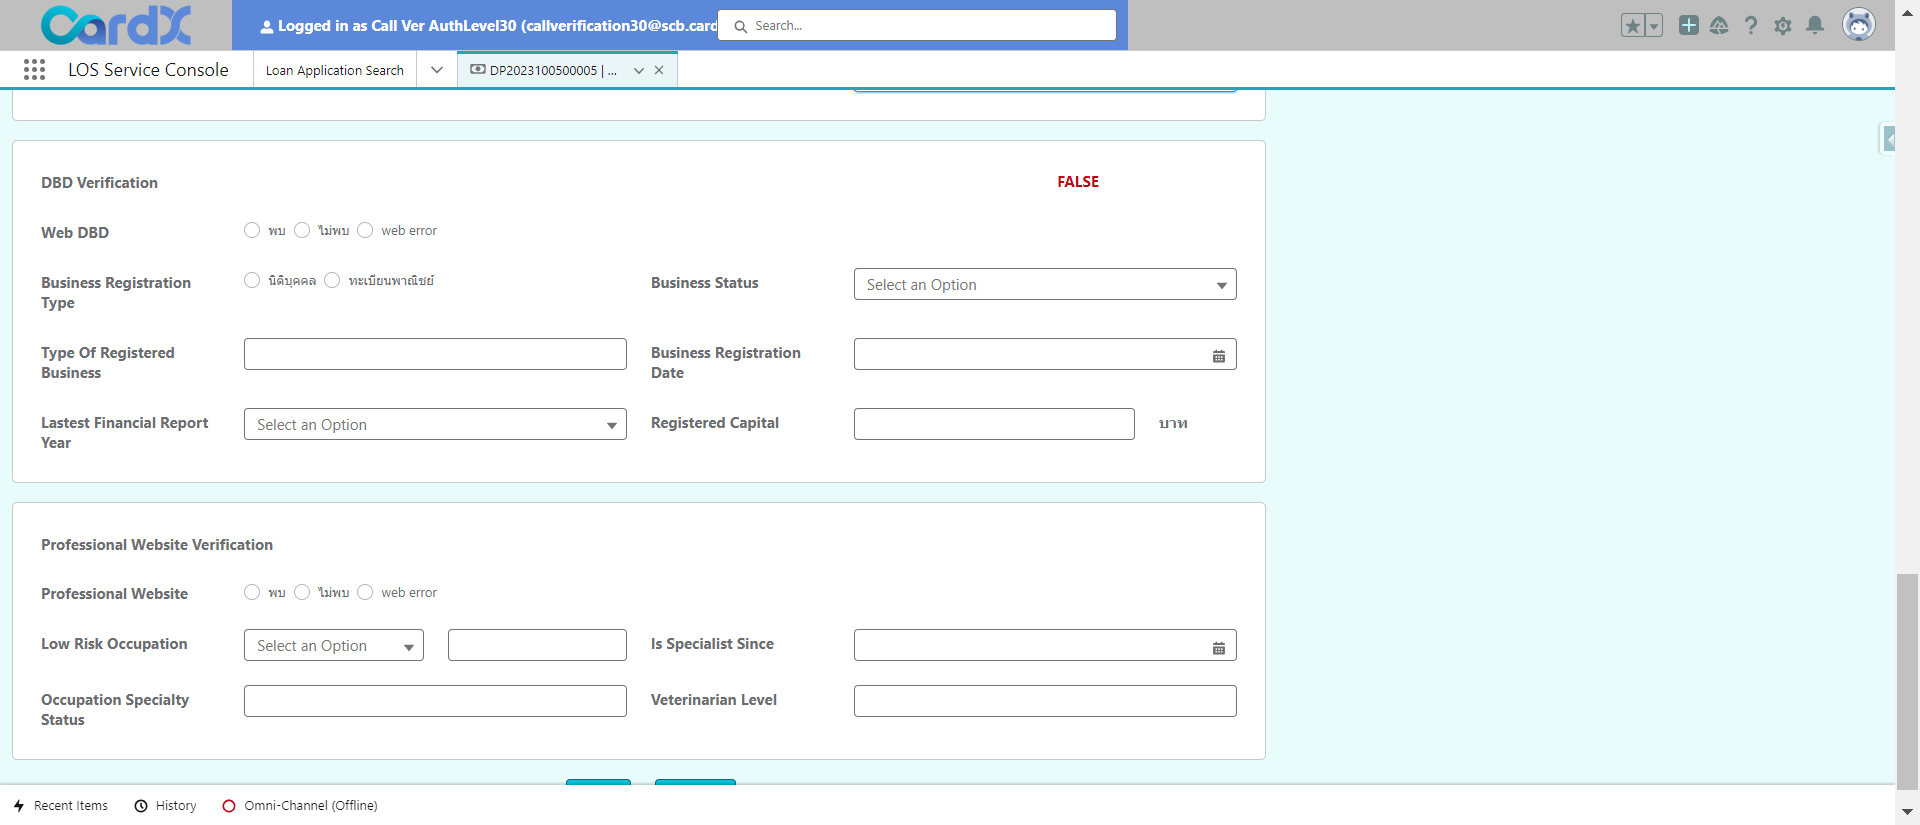 CardX
Logged in as Call Ver AuthLevel30 (callverification30@scb.card
Search...
LOS Service Console
Loan Application Search
DP2023100500005 | ...
DBD Verification
FALSE
Web DBD
พบ ไม่พบ web error
Business Registration Type
นิติบุคคล ทะเบียนพาณิชย์
Business Status
Select an Option
Type Of Registered Business
Business Registration Date
Lastest Financial Report Year
Select an Option
Registered Capital
บาท
Professional Website Verification
Professional Website
พบ ไม่พบ web error
Low Risk Occupation
Select an Option
Is Specialist Since
Occupation Specialty Status
Veterinarian Level
Recent Items
History
Omni-Channel (Offline)